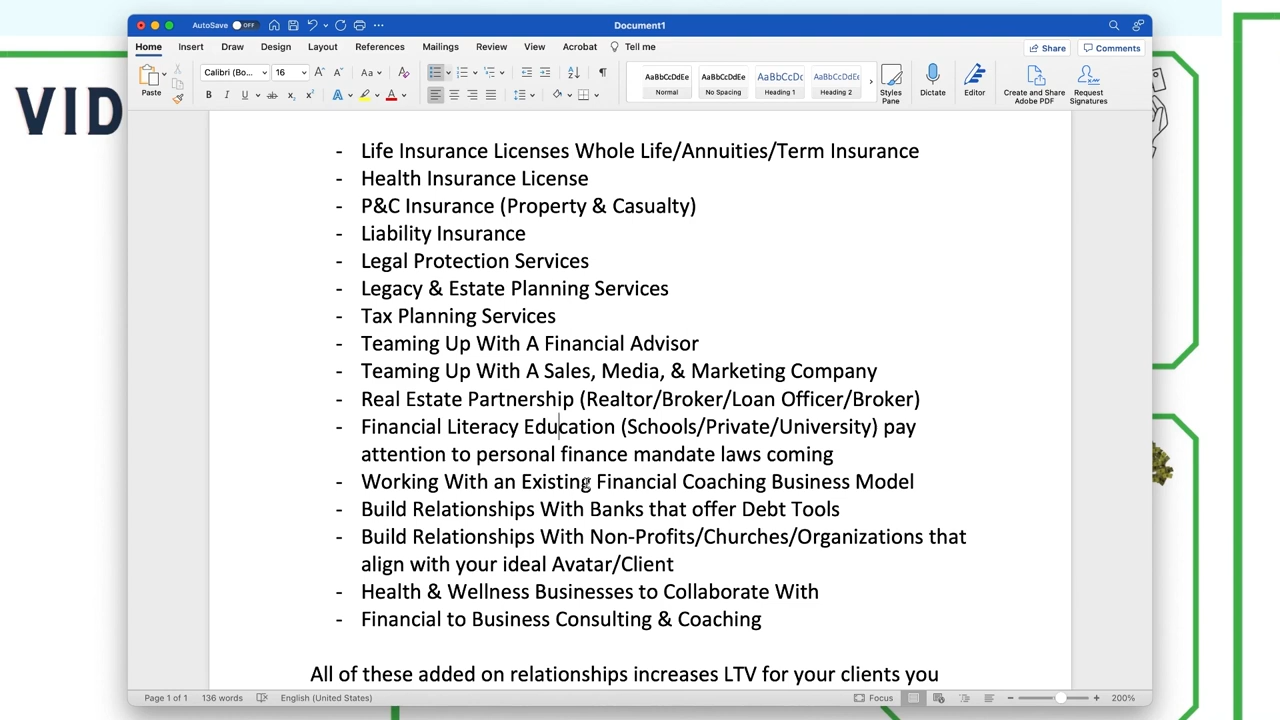 AutoSave OFF
Document1
Home Insert Draw Design Layout References Mailings Review View Acrobat Tell me
Share Comments
Paste
Calibri (Bo... 16
AaBbCcDdEe AaBbCcDdEe AaBbCcDc AaBbCcDdEe
Normal No Spacing Heading 1 Heading 2
Styles Pane
Dictate
Editor
Create and Share Adobe PDF
Request Signatures
VID
- Life Insurance Licenses Whole Life/Annuities/Term Insurance
- Health Insurance License
- P&C Insurance (Property & Casualty)
- Liability Insurance
- Legal Protection Services
- Legacy & Estate Planning Services
- Tax Planning Services
- Teaming Up With A Financial Advisor
- Teaming Up With A Sales, Media, & Marketing Company
- Real Estate Partnership (Realtor/Broker/Loan Officer/Broker)
- Financial Literacy Education (Schools/Private/University) pay
attention to personal finance mandate laws coming
- Working With an Existing Financial Coaching Business Model
- Build Relationships With Banks that offer Debt Tools
- Build Relationships With Non-Profits/Churches/Organizations that
align with your ideal Avatar/Client
- Health & Wellness Businesses to Collaborate With
- Financial to Business Consulting & Coaching
All of these added on relationships increases LTV for your clients you
Page 1 of 1 136 words English (United States) Focus 200%